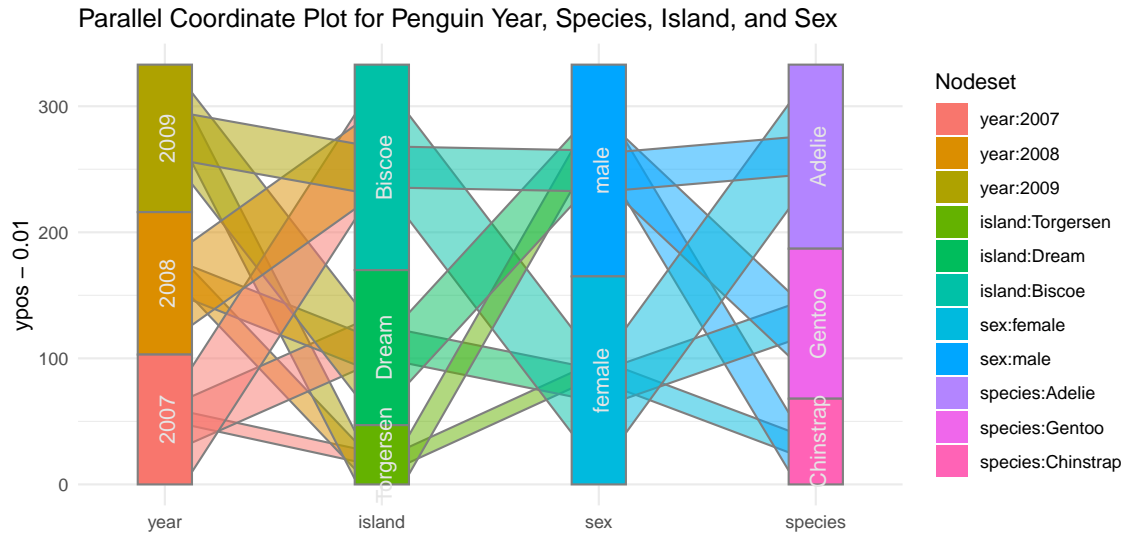 Parallel Coordinate Plot for Penguin Year, Species, Island, and Sex
ypos − 0.01
300
200
100
0
2009
2008
2007
Biscoe
Dream
Torgersen
male
female
Adelie
Gentoo
Chinstrap
year
island
sex
species
Nodeset
year:2007
year:2008
year:2009
island:Torgersen
island:Dream
island:Biscoe
sex:female
sex:male
species:Adelie
species:Gentoo
species:Chinstrap